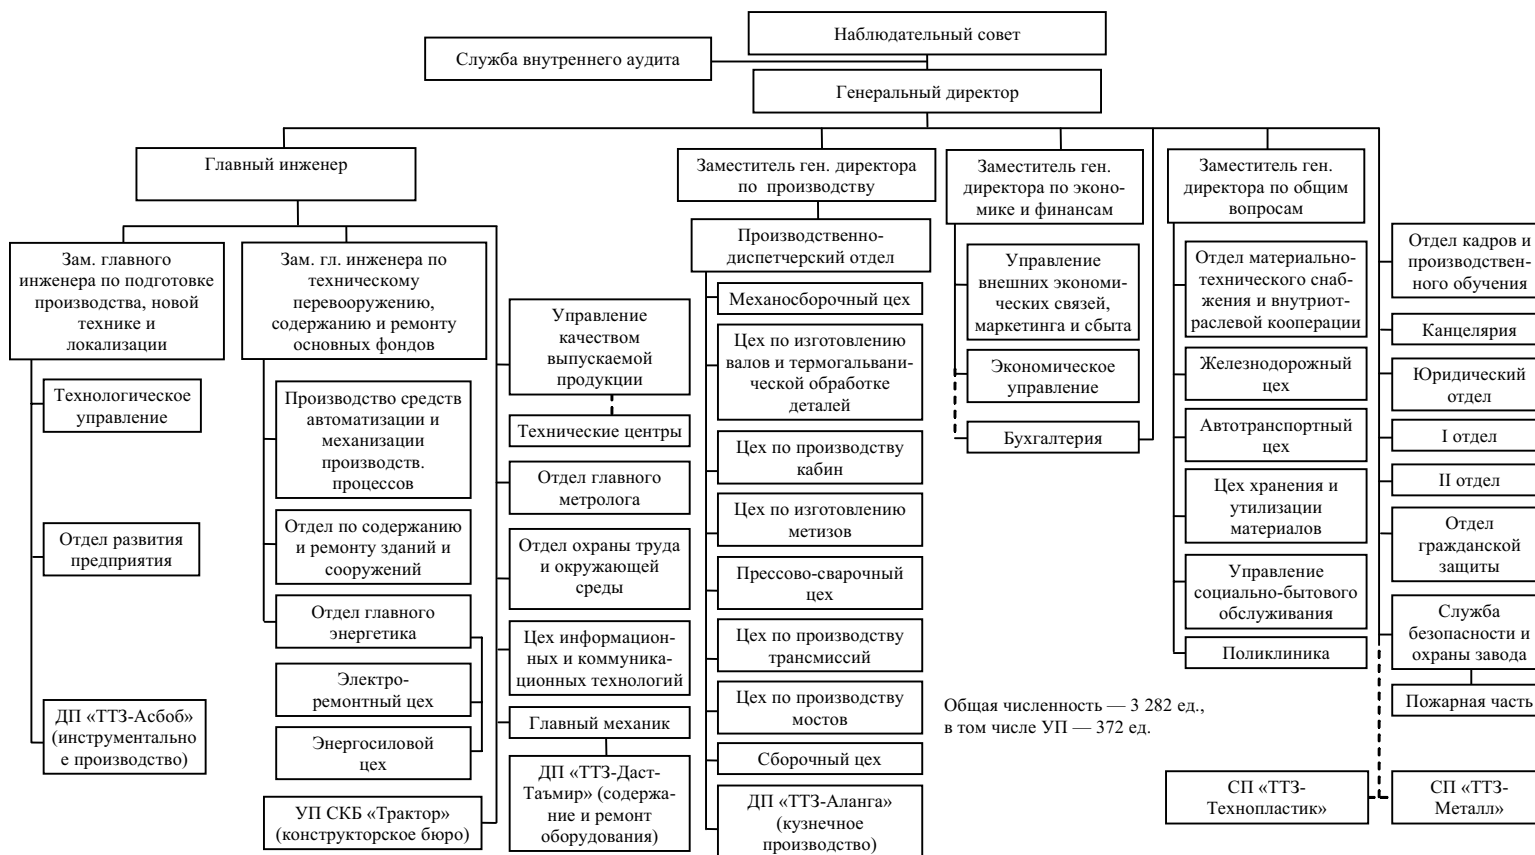 Наблюдательный совет
Служба внутреннего аудита
Генеральный директор
Главный инженер
Зам. главного
инженера по подготовке
производства, новой
технике и
локализации
Технологическое
управление
Отдел развития
предприятия
ДП «ТТЗ-Асбоб»
(инструментально
е производство)
Зам. гл. инженера по
техническому
перевооружению,
содержанию и ремонту
основных фондов
Производство средств
автоматизации и
механизации
производств.
процессов
Отдел по содержанию
и ремонту зданий и
сооружений
Отдел главного
энергетика
Электро-
ремонтный цех
Энергосиловой
цех
УП СКБ «Трактор»
(конструкторское бюро)
Управление
качеством
выпускаемой
продукции
Технические центры
Отдел главного
метролога
Отдел охраны труда
и окружающей
среды
Цех информацион-
ных и коммуника-
ционных технологий
Главный механик
ДП «ТТЗ-Даст-
Таъмир» (содержа-
ние и ремонт
оборудования)
Заместитель ген. директора
по производству
Производственно-
диспетчерский отдел
Механосборочный цех
Цех по изготовлению
валов и термогальвани-
ческой обработке
деталей
Цех по производству
кабин
Цех по изготовлению
метизов
Прессово-сварочный
цех
Цех по производству
трансмиссий
Цех по производству
мостов
Сборочный цех
ДП «ТТЗ-Аланга»
(кузнечное
производство)
Заместитель ген.
директора по эконо-
мике и финансам
Управление
внешних экономи-
ческих связей,
маркетинга и сбыта
Экономическое
управление
Бухгалтерия
Заместитель ген.
директора по общим
вопросам
Отдел материально-
технического снаб-
жения и внутриот-
раслевой кооперации
Железнодорожный
цех
Автотранспортный
цех
Цех хранения и
утилизации
материалов
Управление
социально-бытового
обслуживания
Поликлиника
Отдел кадров и
производствен-
ного обучения
Канцелярия
Юридический
отдел
I отдел
II отдел
Отдел
гражданской
защиты
Служба
безопасности и
охраны завода
Пожарная часть
Общая численность — 3 282 ед.,
в том числе УП — 372 ед.
СП «ТТЗ-
Технопластик»
СП «ТТЗ-
Металл»